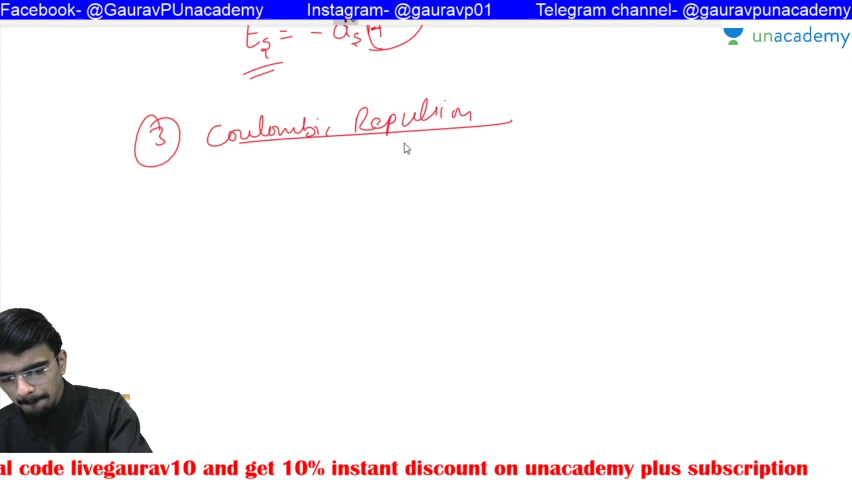 Facebook- @GauravPUnacademy Instagram- @gauravp01 Telegram channel- @gauravpunacademy
unacademy
= - as
3 Coulombic Repulsion
al code livegaurav10 and get 10% instant discount on unacademy plus subscription